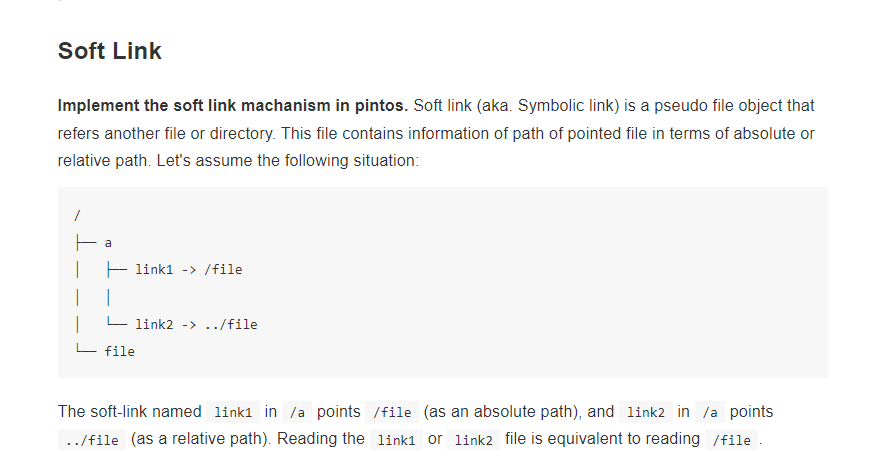 Soft Link
Implement the soft link machanism in pintos. Soft link (aka. Symbolic link) is a pseudo file object that
refers another file or directory. This file contains information of path of pointed file in terms of absolute or
relative path. Let's assume the following situation:
/
├── a
│   ├── link1 -> /file
│   │
│   └── link2 -> ../file
└── file
The soft-link named link1 in /a points /file (as an absolute path), and link2 in /a points
../file (as a relative path). Reading the link1 or link2 file is equivalent to reading /file .